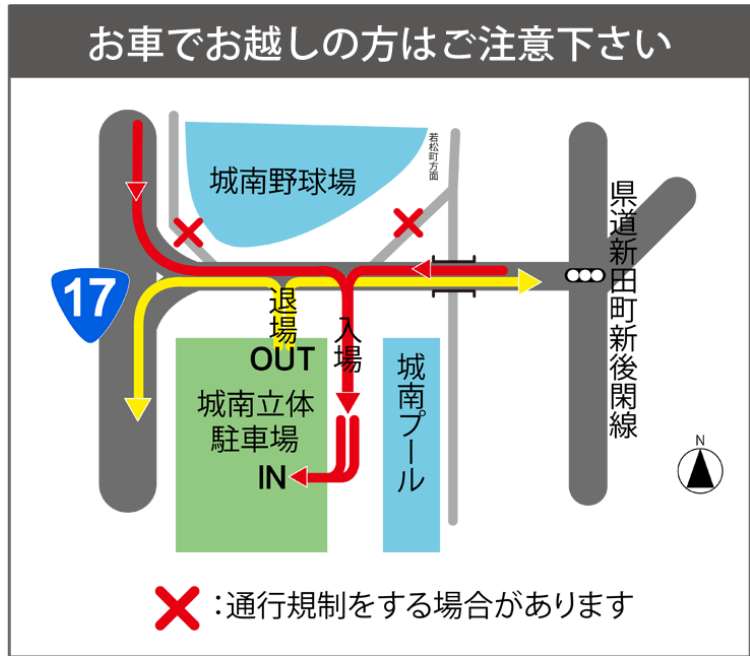 お車でお越しの方はご注意下さい
若松町方面
城南野球場
県道新田町新後閑線
17
退場
入場
OUT
城南立体
駐車場
城南プール
IN
N
:通行規制をする場合があります